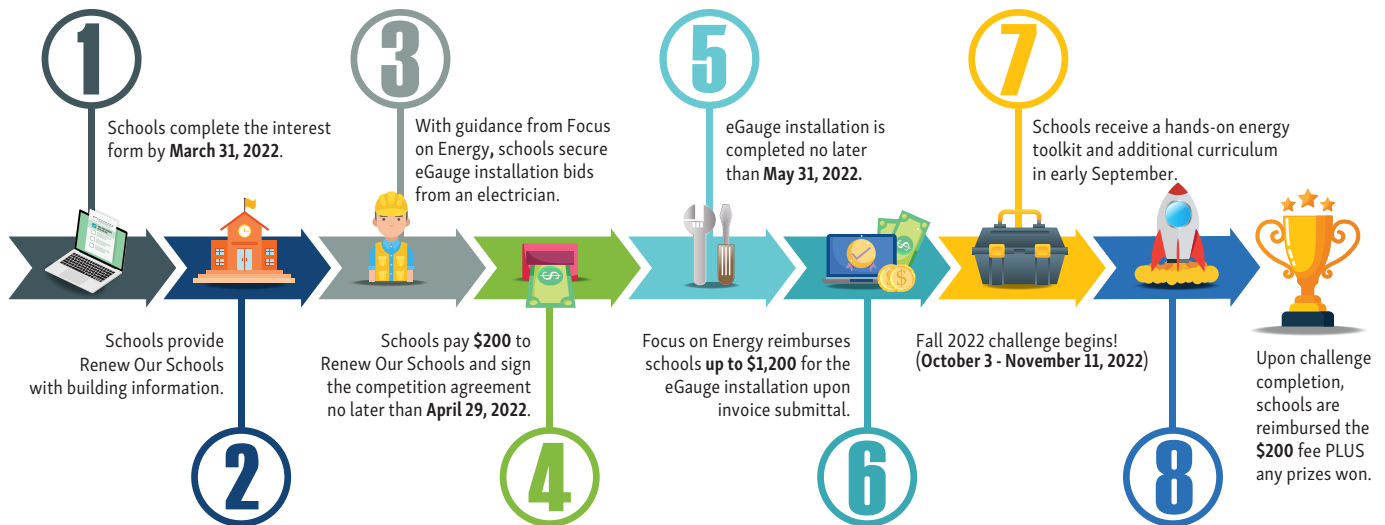 1
Schools complete the interest
form by March 31, 2022.
2
Schools provide
Renew Our Schools
with building information.
3
With guidance from Focus
on Energy, schools secure
eGauge installation bids
from an electrician.
4
Schools pay $200 to
Renew Our Schools and sign
the competition agreement
no later than April 29, 2022.
5
eGauge installation is
completed no later
than May 31, 2022.
6
Focus on Energy reimburses
schools up to $1,200 for the
eGauge installation upon
invoice submittal.
7
Schools receive a hands-on energy
toolkit and additional curriculum
in early September.
8
Fall 2022 challenge begins!
(October 3 - November 11, 2022)
Upon challenge
completion,
schools are
reimbursed the
$200 fee PLUS
any prizes won.
$
$
$